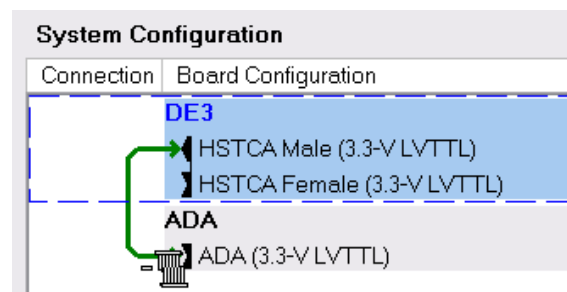 System Configuration
Connection Board Configuration
DE3
HSTCA Male (3.3-V LVTTL)
HSTCA Female (3.3-V LVTTL)
ADA
ADA (3.3-V LVTTL)